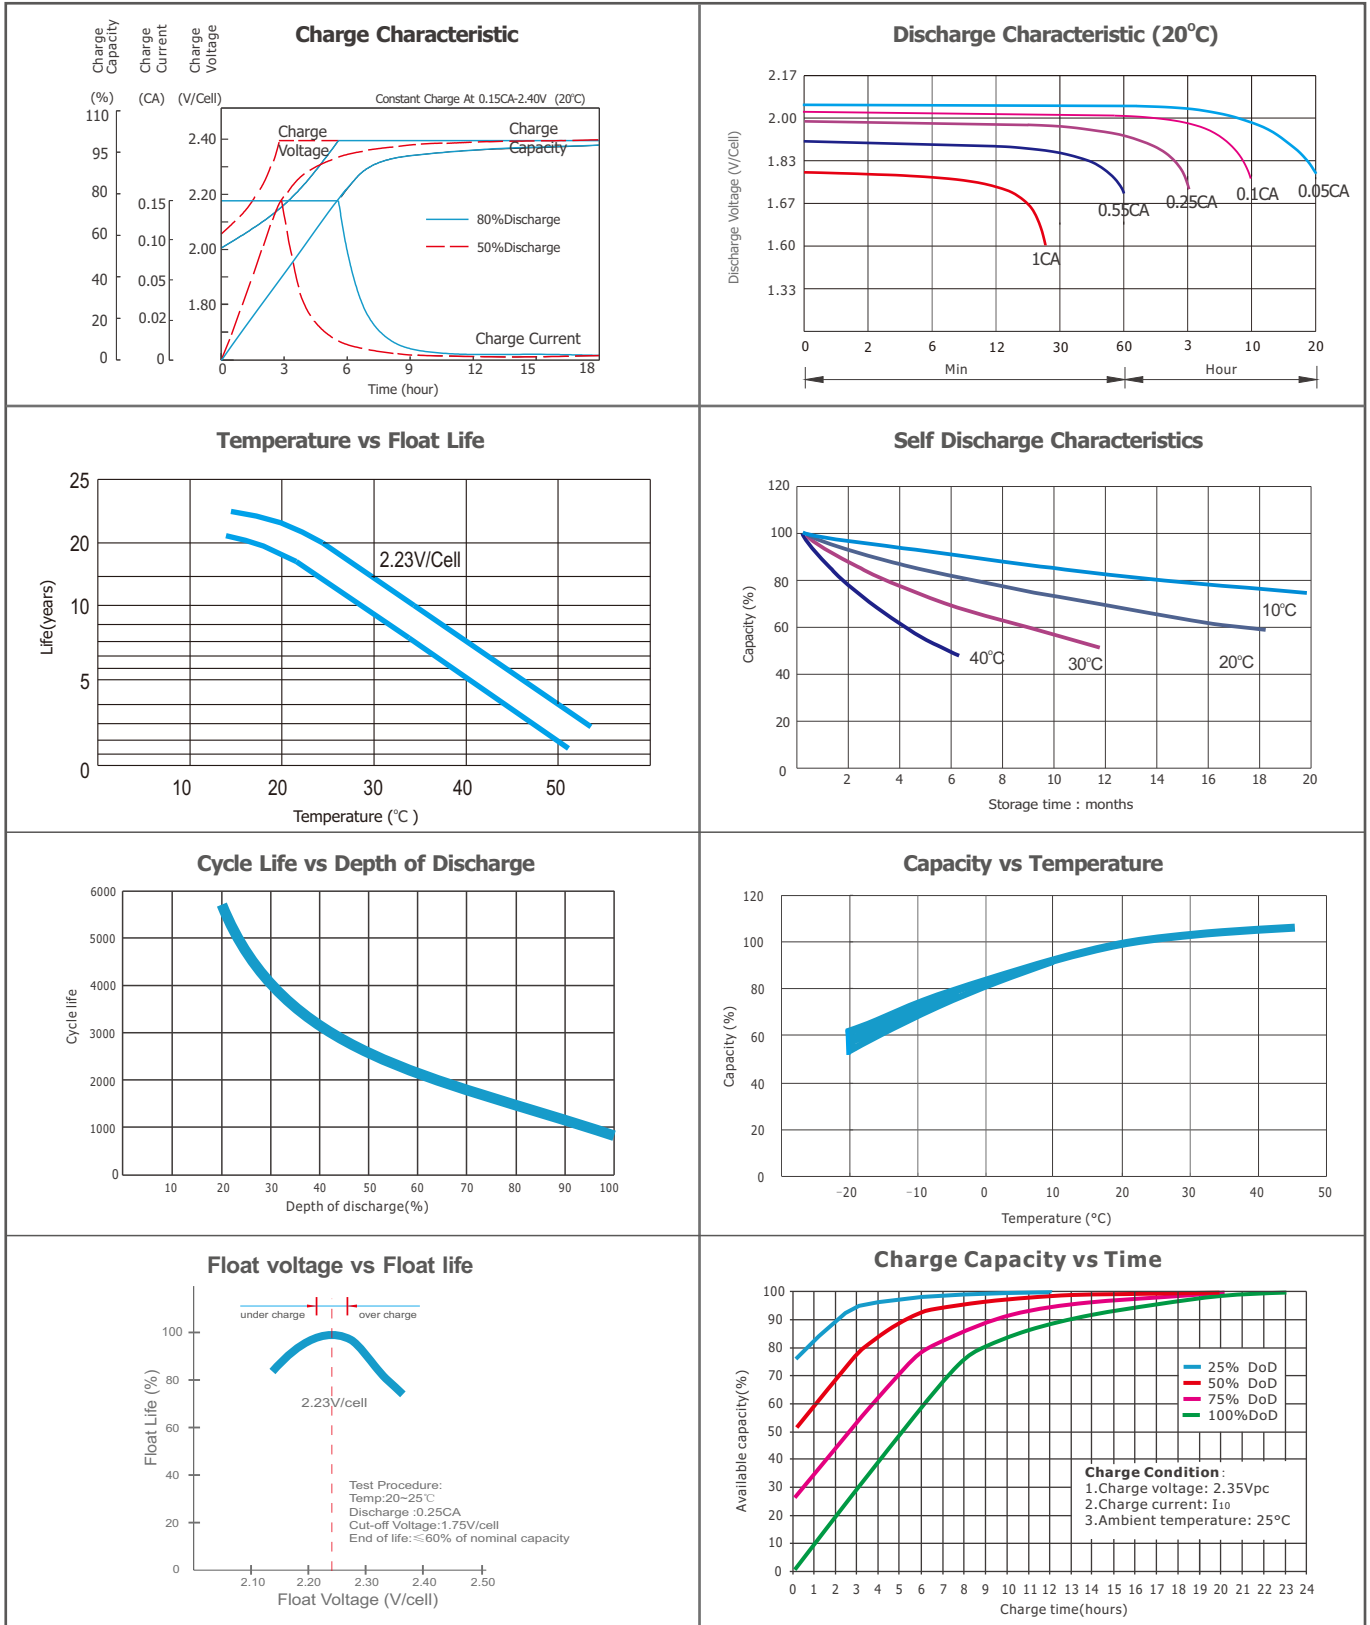 Charge Characteristic
Charge
Capacity
Charge
Current
Charge
Voltage
(%)
(CA)
(V/Cell)
Constant Charge At 0.15CA-2.40V (20°C)
110
95
80
60
40
20
0
0.15
0.10
0.05
0.02
0
2.40
2.20
2.00
1.80
Charge
Voltage
Charge
Capacity
80%Discharge
50%Discharge
Charge Current
0 3 6 9 12 15 18
Time (hour)
Discharge Characteristic (20°C)
Discharge Voltage (V/Cell)
2.17
2.00
1.83
1.67
1.60
1.33
1CA
0.55CA
0.25CA
0.1CA
0.05CA
0 2 6 12 30 60 3 10 20
Min
Hour
Temperature vs Float Life
Life(years)
25
20
10
5
0
2.23V/Cell
10 20 30 40 50
Temperature (°C )
Self Discharge Characteristics
Capacity (%)
120
100
80
60
40
20
0
10°C
20°C
30°C
40°C
2 4 6 8 10 12 14 16 18 20
Storage time : months
Cycle Life vs Depth of Discharge
Cycle life
6000
5000
4000
3000
2000
1000
0
10 20 30 40 50 60 70 80 90 100
Depth of discharge(%)
Capacity vs Temperature
Capacity (%)
120
100
80
60
40
20
0
−20 −10 0 10 20 30 40 50
Temperature (°C)
Float voltage vs Float life
under charge
over charge
Float Life (%)
100
80
60
40
20
0
2.23V/cell
Test Procedure:
Temp:20~25℃
Discharge :0.25CA
Cut-off Voltage:1.75V/cell
End of life:≤60% of nominal capacity
2.10 2.20 2.30 2.40 2.50
Float Voltage (V/cell)
Charge Capacity vs Time
Available capacity(%)
100
90
80
70
60
50
40
30
20
10
0
25% DoD
50% DoD
75% DoD
100%DoD
Charge Condition :
1.Charge voltage: 2.35Vpc
2.Charge current: I10
3.Ambient temperature: 25°C
0 1 2 3 4 5 6 7 8 9 10 11 12 13 14 15 16 17 18 19 20 21 22 23 24
Charge time(hours)